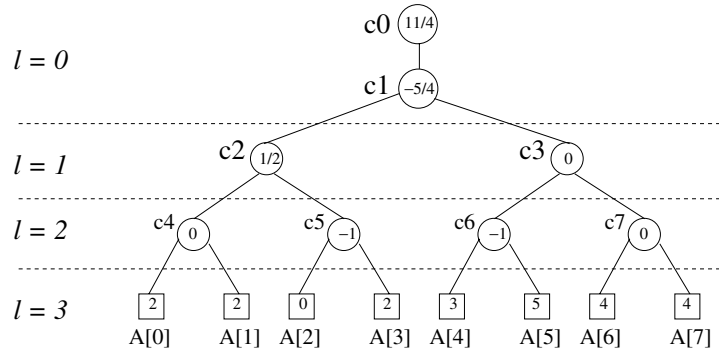 c0 11/4
l = 0
c1 −5/4
c2 1/2 c3 0
l = 1
c4 0 c5 −1 c6 −1 c7 0
l = 2
l = 3 2 2 0 2 3 5 4 4
A[0] A[1] A[2] A[3] A[4] A[5] A[6] A[7]